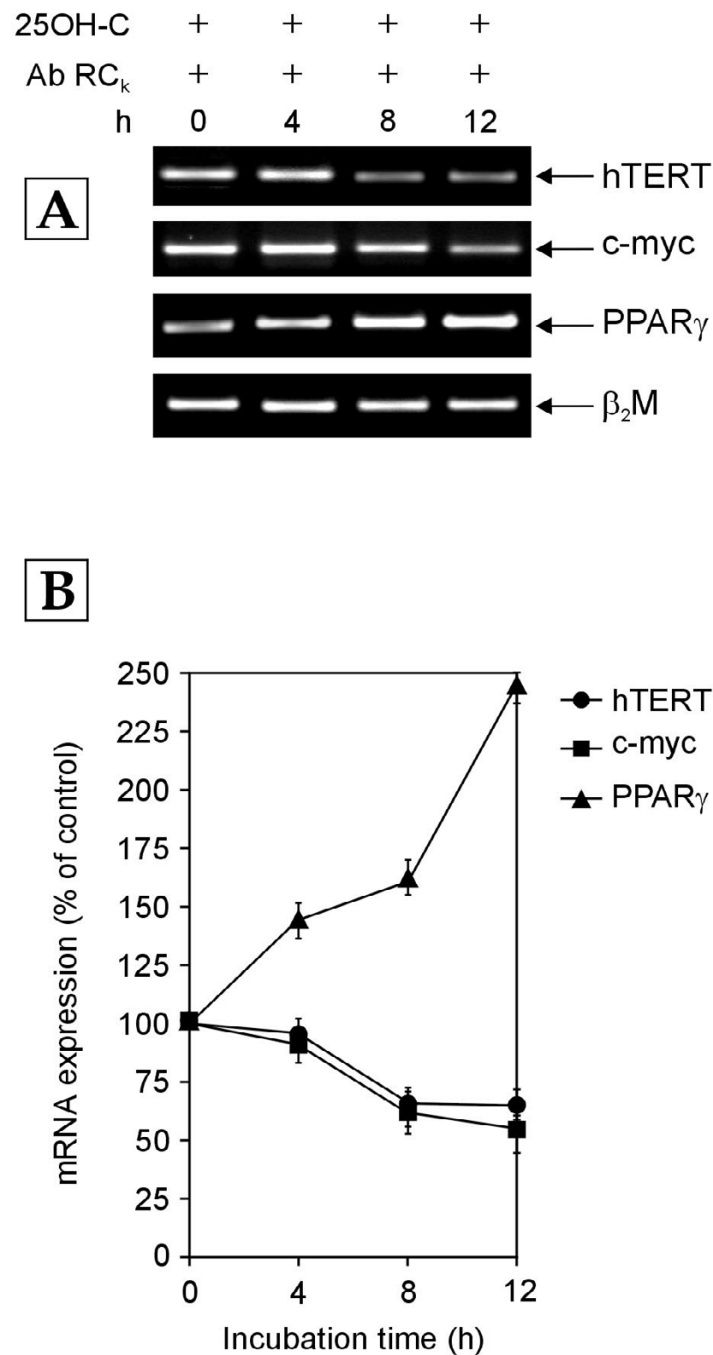 25OH-C + + + +
Ab RCₖ + + + +
h 0 4 8 12
A
hTERT
c-myc
PPARγ
β₂M
B
250
225
200
175
150
125
100
75
50
25
0
mRNA expression (% of control)
0 4 8 12
Incubation time (h)
hTERT
c-myc
PPARγ